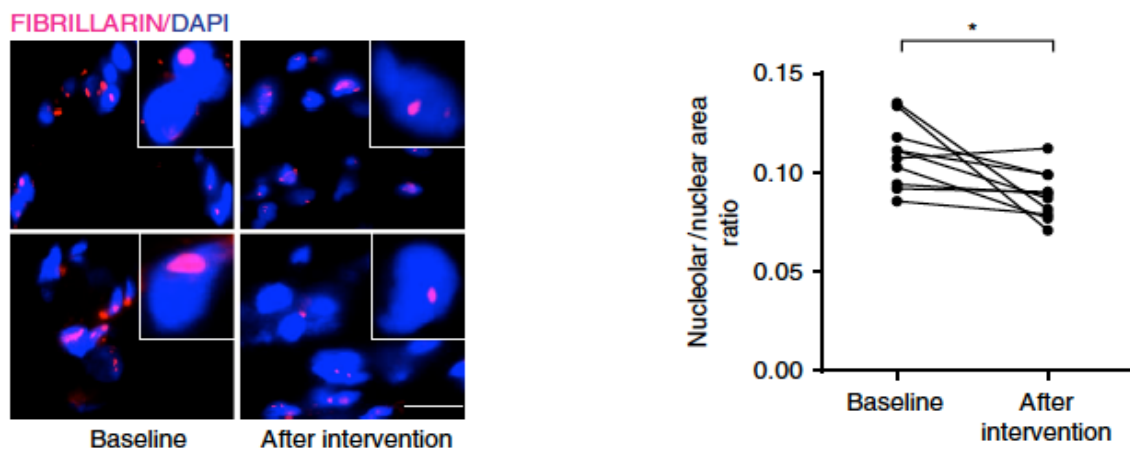 FIBRILLARIN/DAPI
Baseline
After intervention
*
Nucleolar/nuclear area
ratio
0.15
0.10
0.05
0.00
Baseline
After
intervention